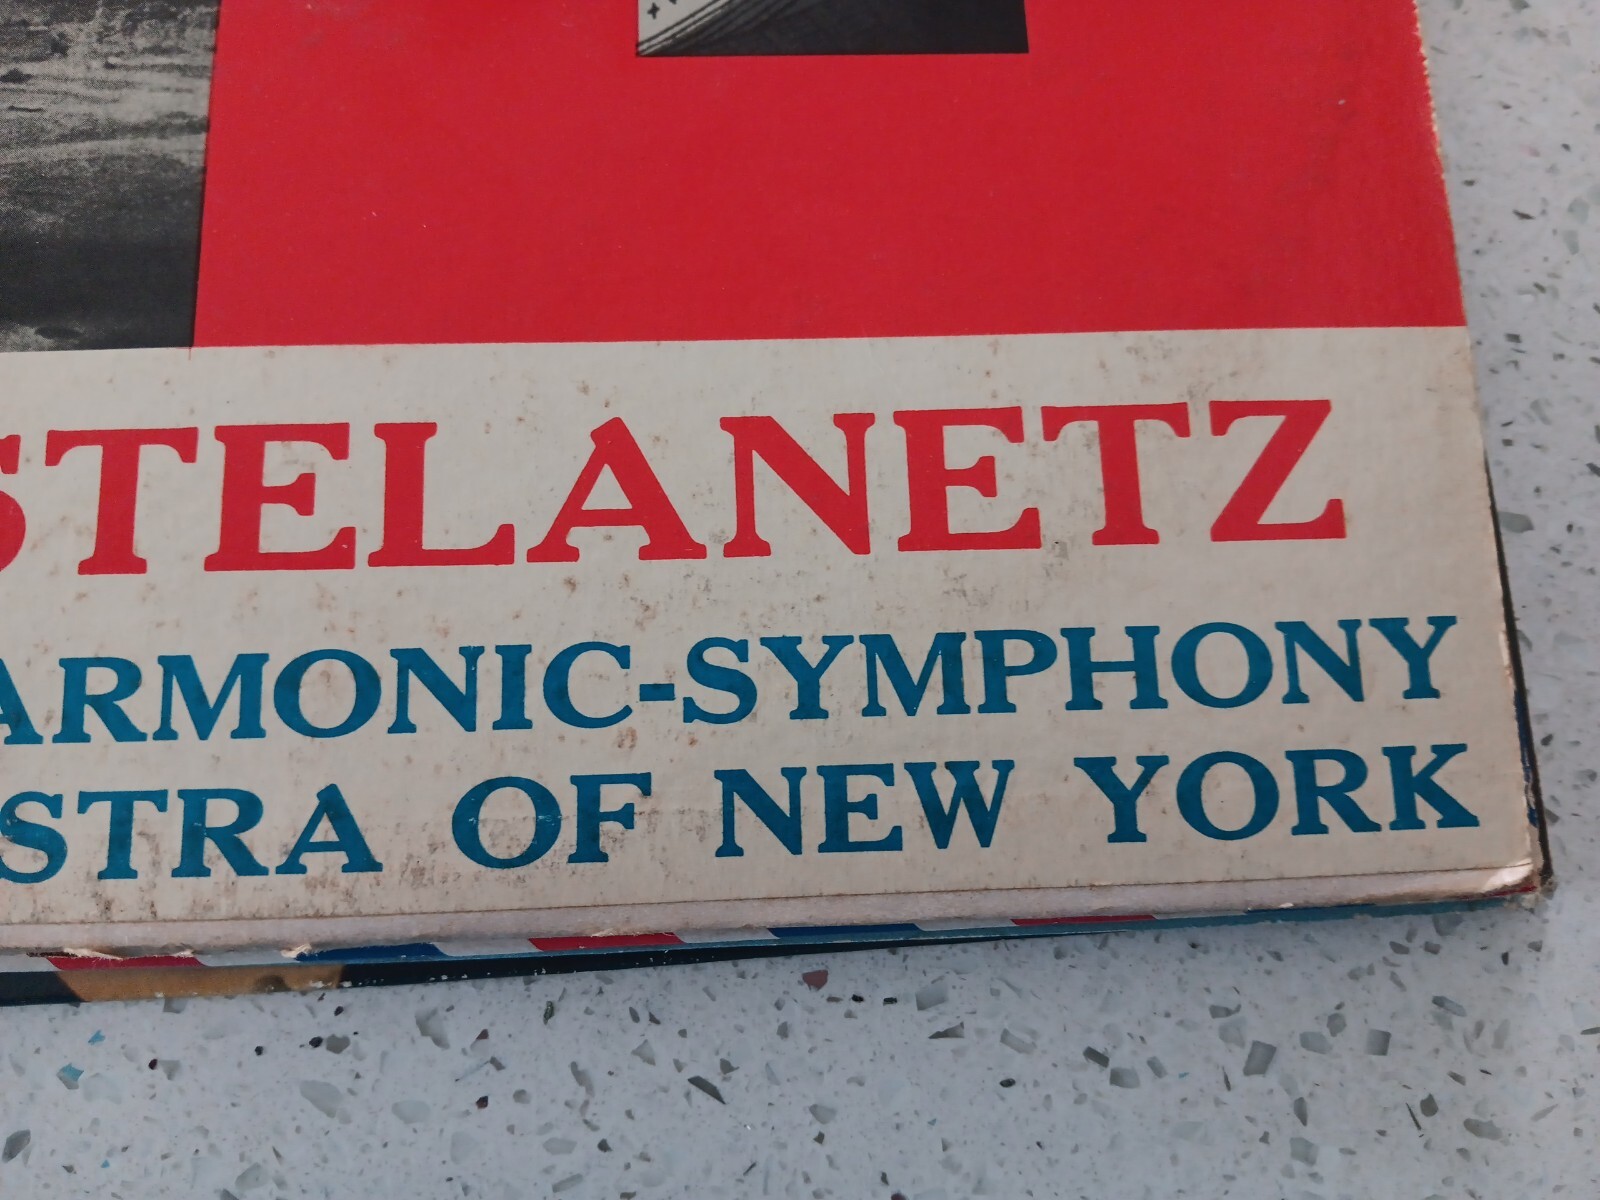 STELANETZ
ARMONIC-SYMPHONY
STRA OF NEW YORK